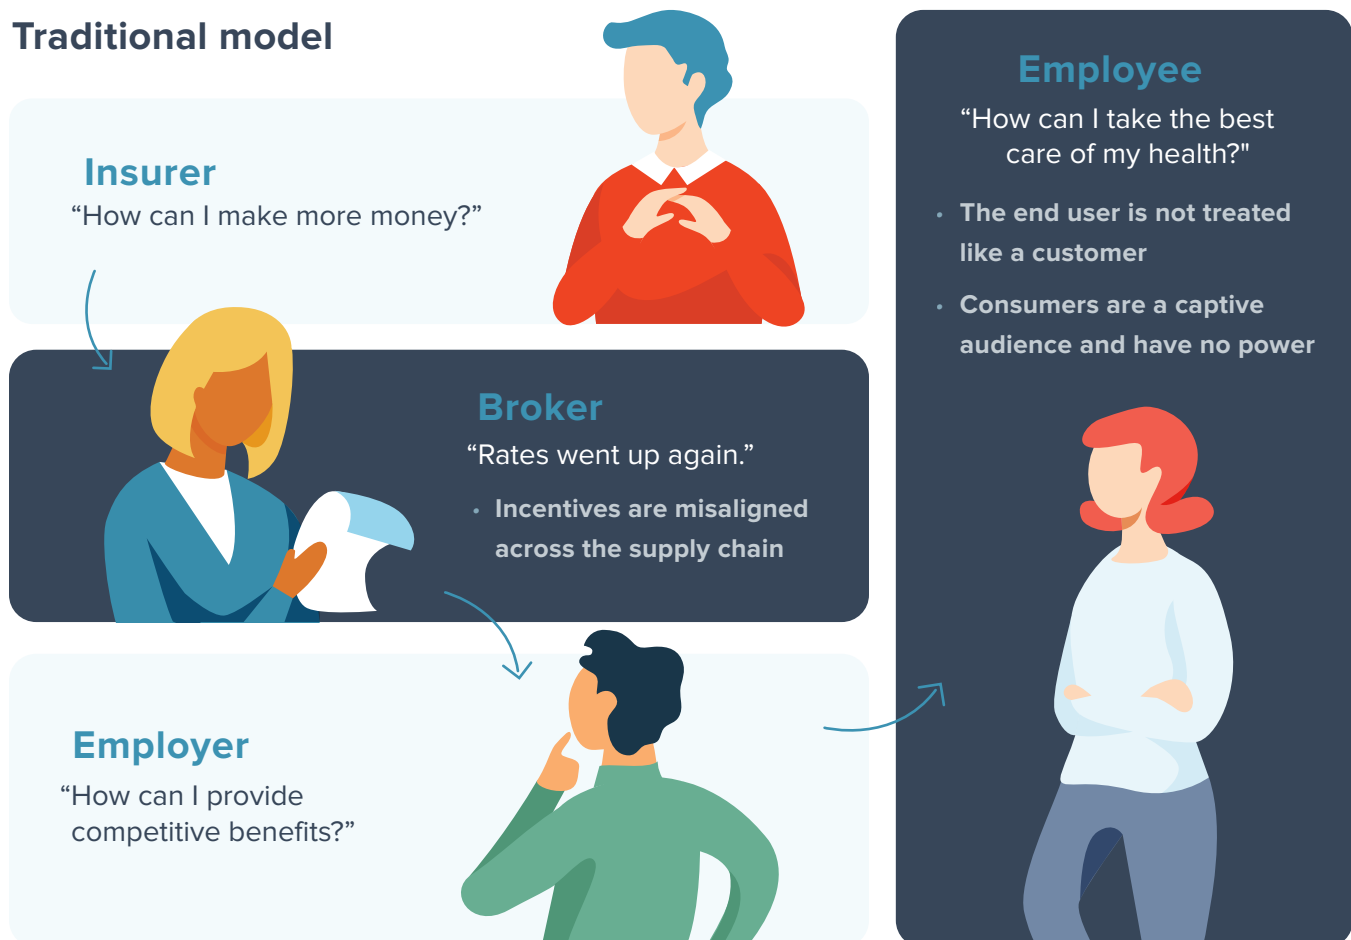 Traditional model
Insurer
“How can I make more money?”
Broker
“Rates went up again.”
• Incentives are misaligned
across the supply chain
Employer
“How can I provide
competitive benefits?”
Employee
“How can I take the best
care of my health?"
• The end user is not treated
like a customer
• Consumers are a captive
audience and have no power